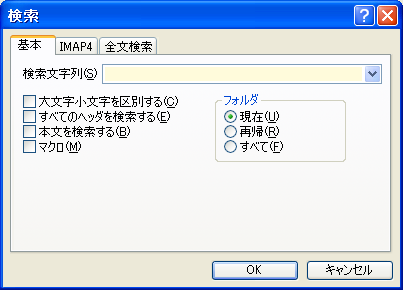 検索
基本 IMAP4 全文検索
検索文字列(S)
大文字小文字を区別する(C)
すべてのヘッダを検索する(E)
本文を検索する(B)
マクロ(M)
フォルダ
現在(U)
再帰(R)
すべて(F)
OK キャンセル